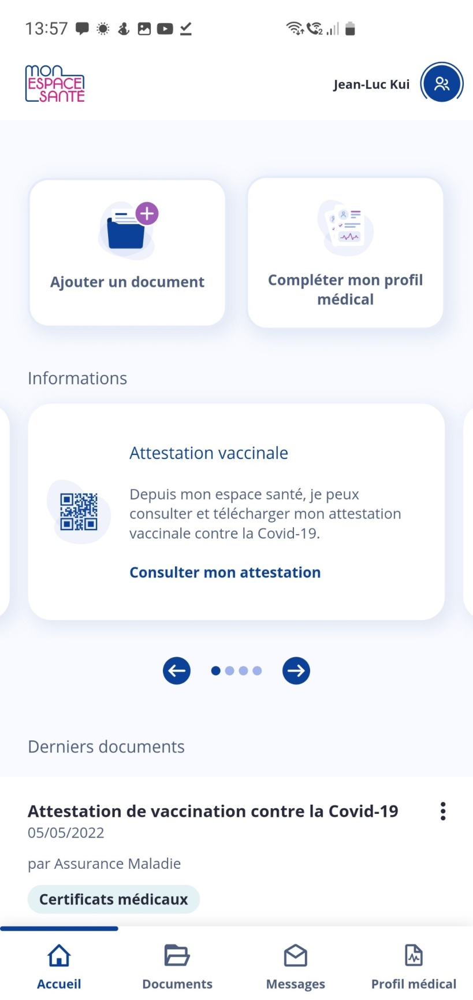 13:57
mon
ESPACE
SANTÉ
Jean-Luc Kui
Ajouter un document
Compléter mon profil
médical
Informations
Attestation vaccinale
Depuis mon espace santé, je peux
consulter et télécharger mon attestation
vaccinale contre la Covid-19.
Consulter mon attestation
Derniers documents
Attestation de vaccination contre la Covid-19
05/05/2022
par Assurance Maladie
Certificats médicaux
Accueil
Documents
Messages
Profil médical